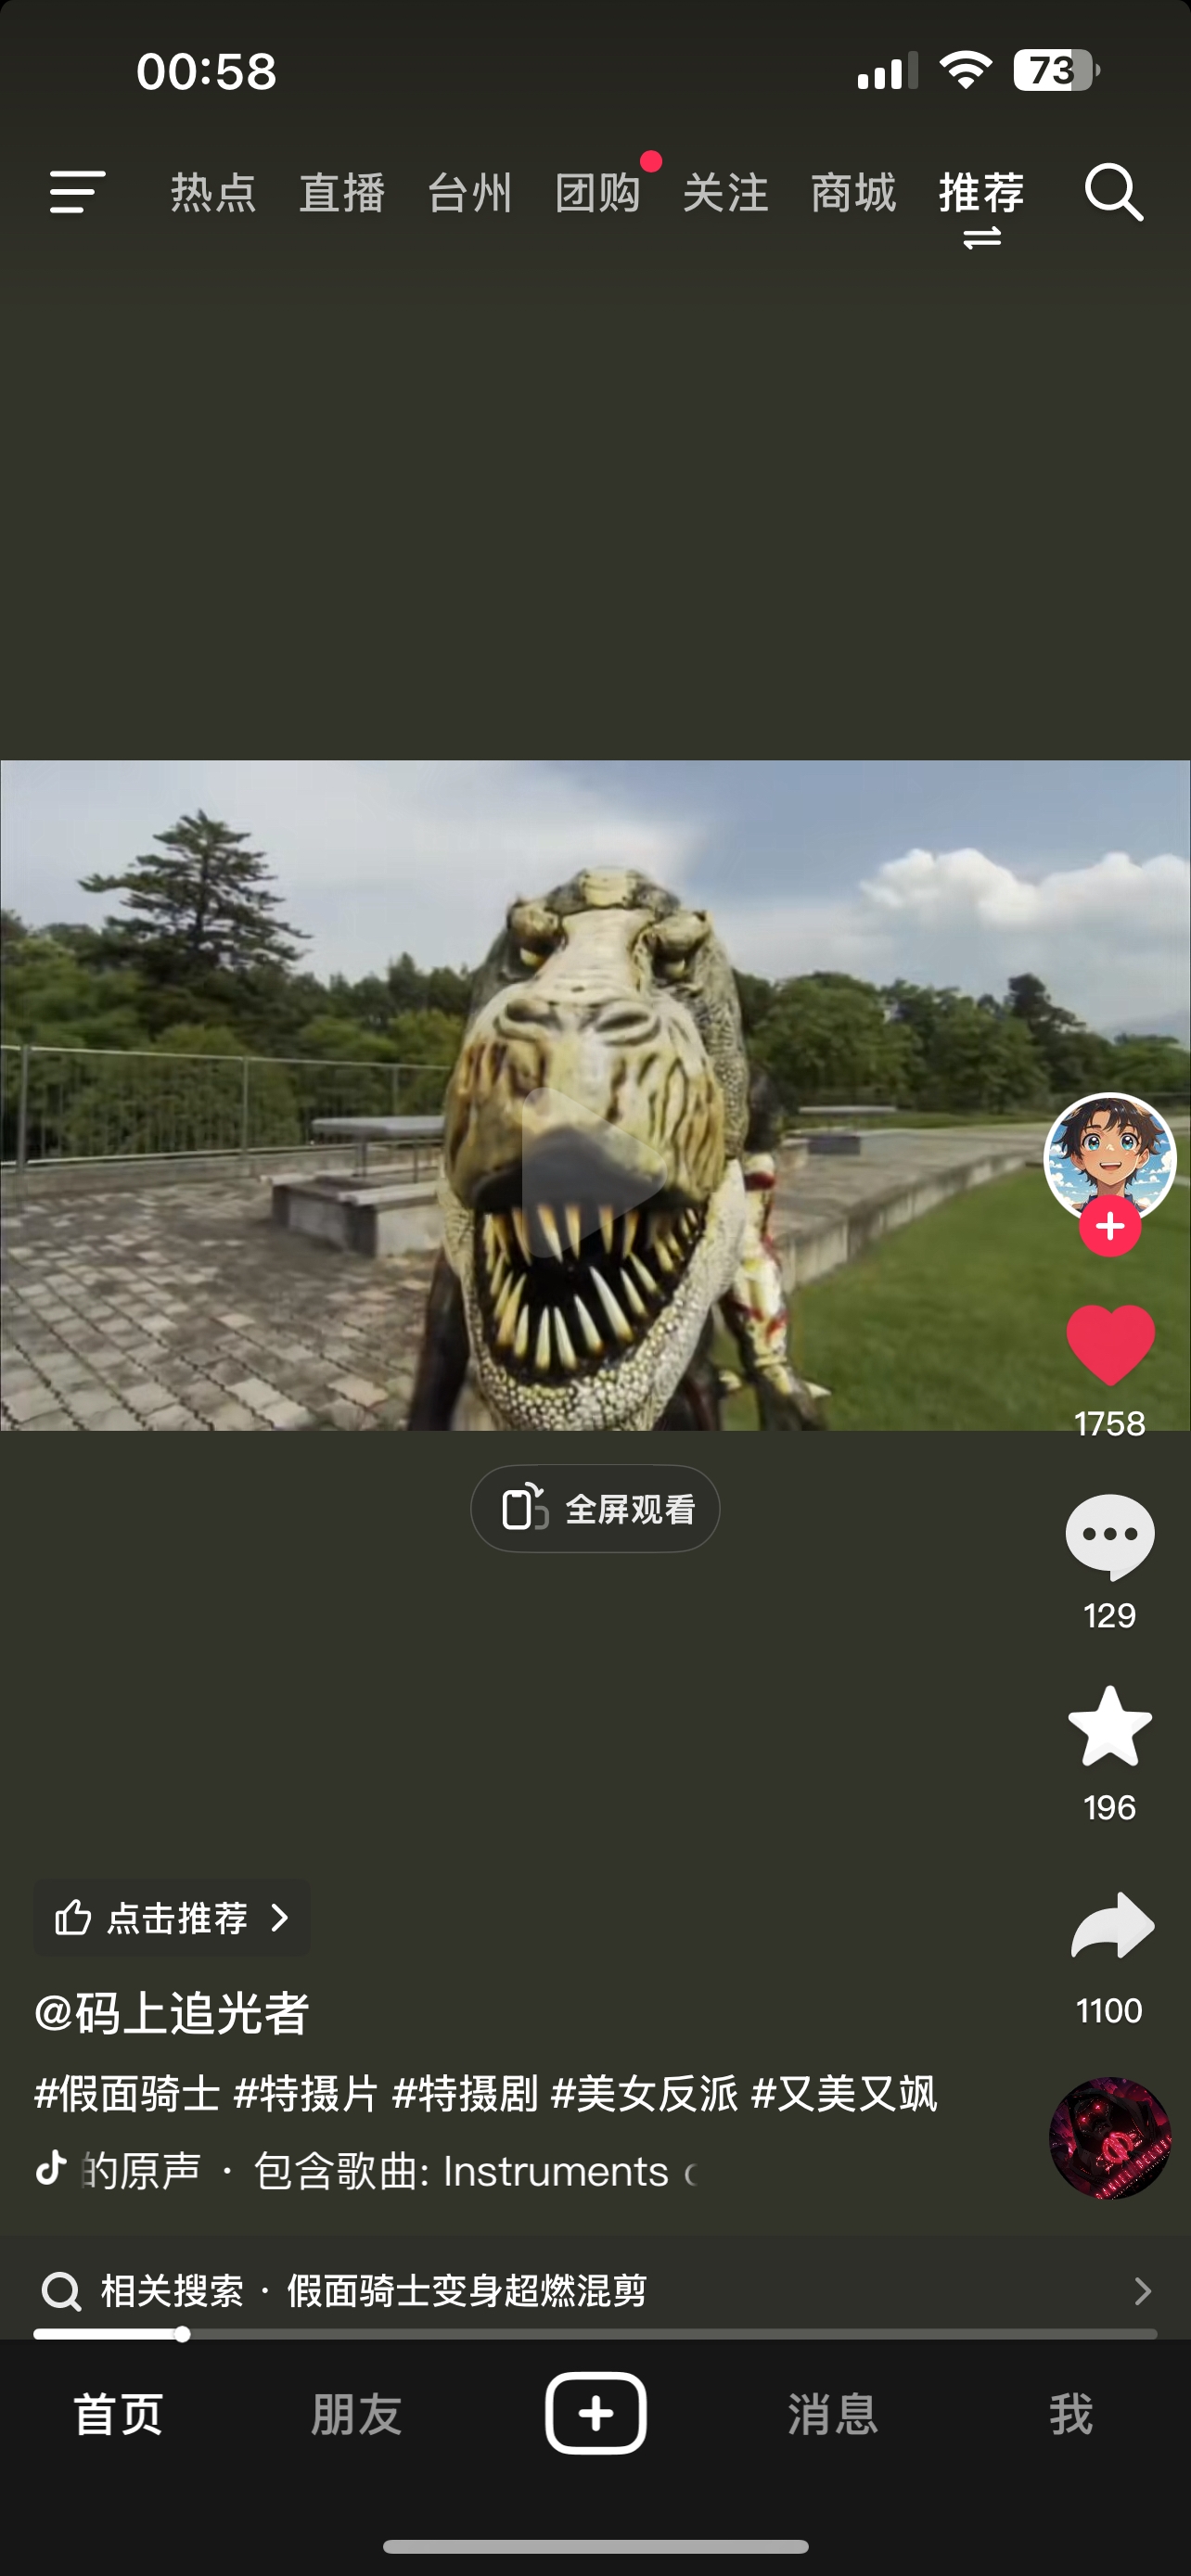 00:58
73
热点 直播 台州 团购 关注 商城 推荐
1758
全屏观看
129
196
点击推荐
1100
@码上追光者
#假面骑士 #特摄片 #特摄剧 #美女反派 #又美又飒
的原声 · 包含歌曲: Instruments
相关搜索 · 假面骑士变身超燃混剪
首页 朋友 消息 我